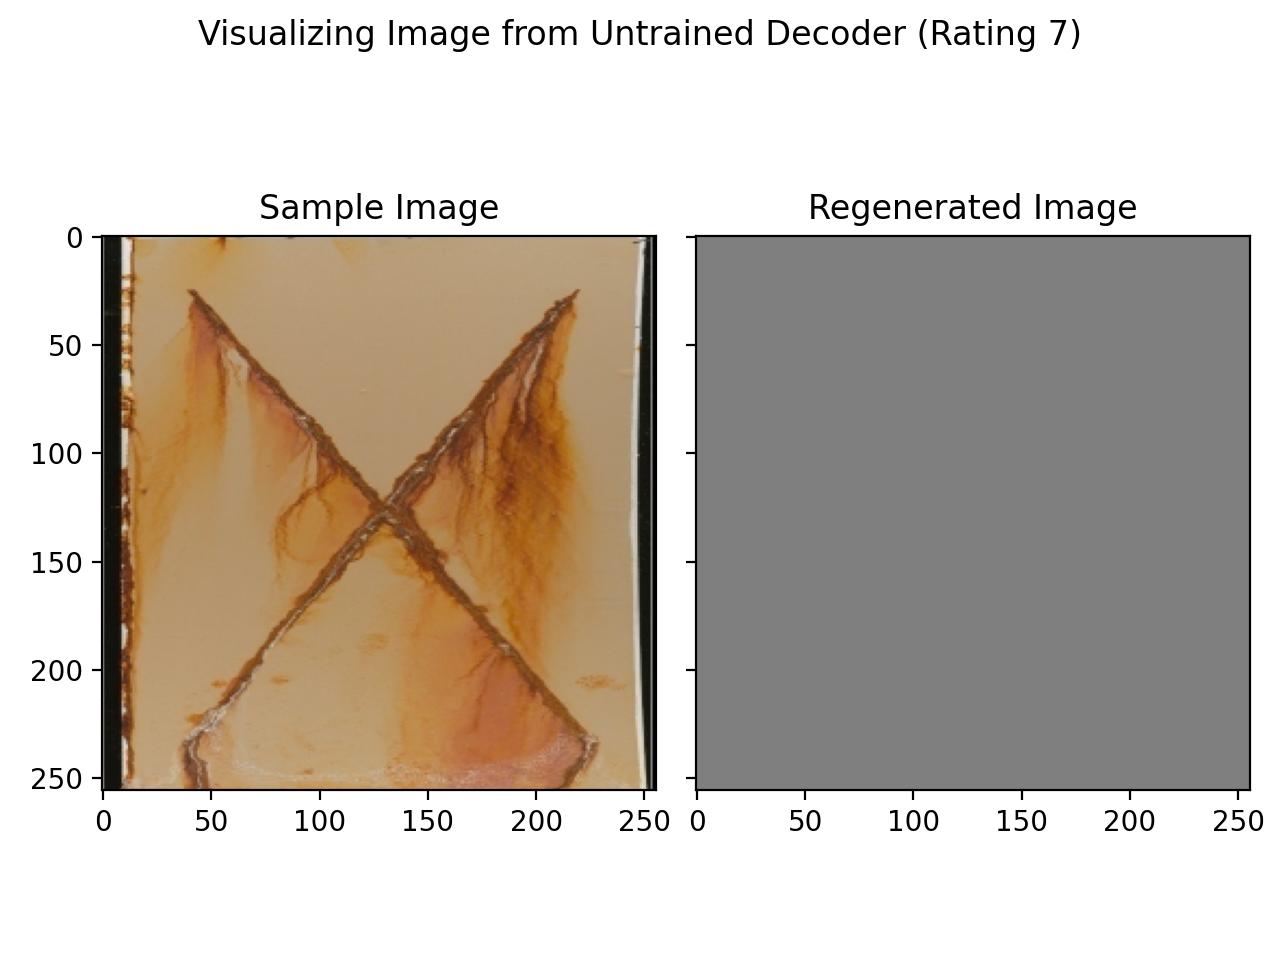 Visualizing Image from Untrained Decoder (Rating 7)
Sample Image
Regenerated Image
0
50
100
150
200
250
0 50 100 150 200 250
0 50 100 150 200 250